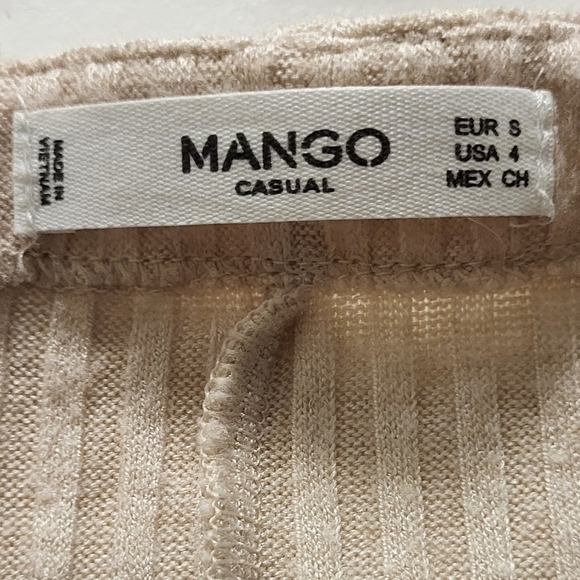 MADE IN
VIETNAM
MANGO
CASUAL
EUR S
USA 4
MEX CH